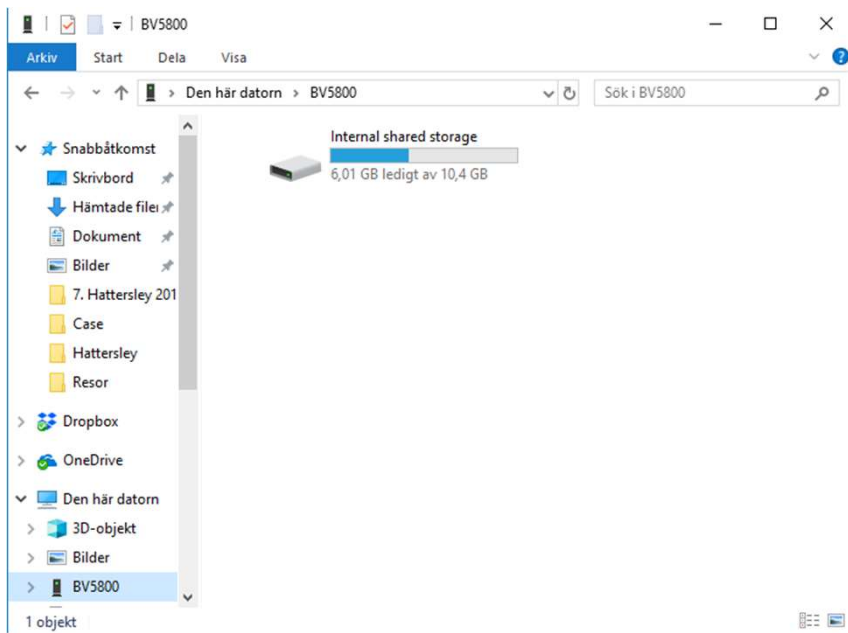 BV5800
Arkiv Start Dela Visa
Den här datorn BV5800 Sök i BV5800
Snabbåtkomst
Skrivbord
Hämtade filer
Dokument
Bilder
7. Hattersley 201
Case
Hattersley
Resor
Dropbox
OneDrive
Den här datorn
3D-objekt
Bilder
BV5800
Internal shared storage
6,01 GB ledigt av 10,4 GB
1 objekt